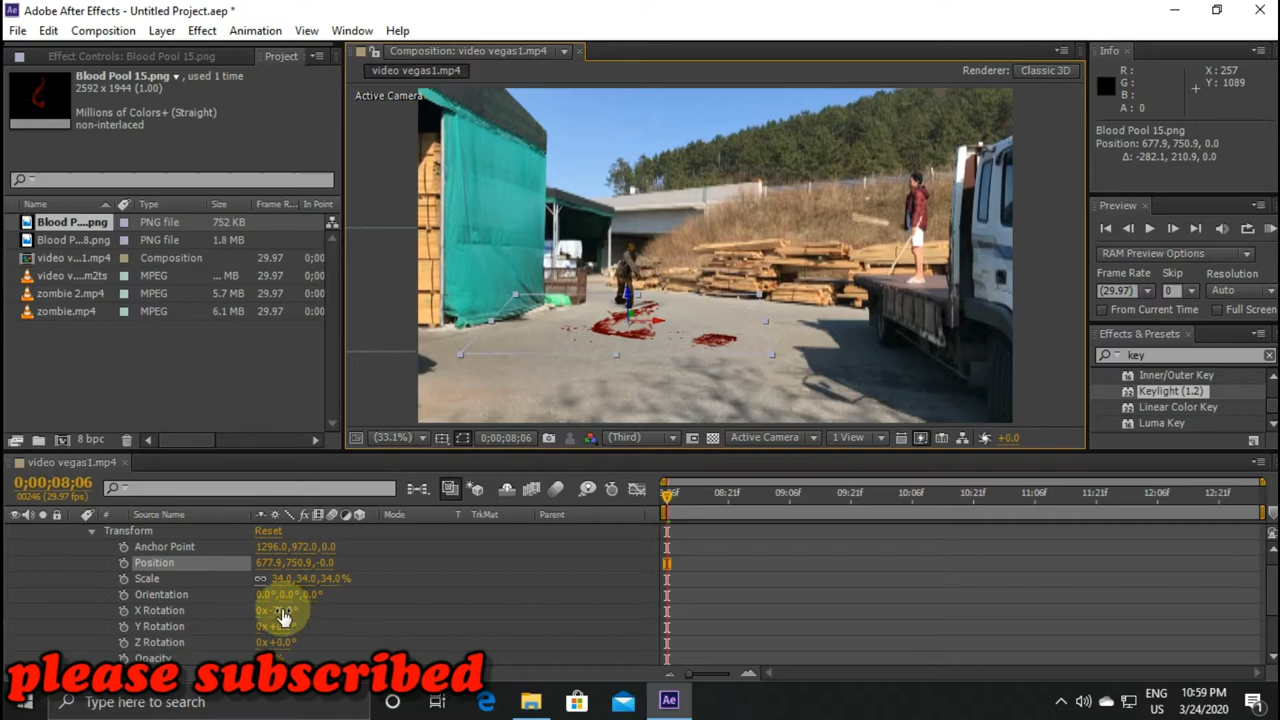 Adobe After Effects - Untitled Project.aep *
File Edit Composition Layer Effect Animation View Window Help
Effect Controls: Blood Pool 15.png Project
Blood Pool 15.png , used 1 time
2592 x 1944 (1.00)
Millions of Colors+ (Straight)
non-interlaced
Name Type Size Frame R... In Point
Blood P....png PNG file 752 KB
Blood P...8.png PNG file 1.8 MB
video v...1.mp4 Composition 29.97 0;00
video v....m2ts MPEG ... MB 29.97 0;00
zombie 2.mp4 MPEG 5.7 MB 29.97 0;00
zombie.mp4 MPEG 6.1 MB 29.97 0;00
8 bpc
Composition: video vegas1.mp4
video vegas1.mp4
Renderer: Classic 3D
Active Camera
(33.1%) 0;00;08;06 (Third) Active Camera 1 View +0.0
Info
R : X : 257
G : Y : 1089
B :
A : 0
Blood Pool 15.png
Position: 677.9, 750.9, 0.0
Δ: -282.1, 210.9, 0.0
Preview
RAM Preview Options
Frame Rate Skip Resolution
(29.97) 0 Auto
From Current Time Full Screen
Effects & Presets
key
Inner/Outer Key
Keylight (1.2)
Linear Color Key
Luma Key
video vegas1.mp4
0;00;08;06
00246 (29.97 fps)
# Source Name Mode T TrkMat Parent
08:21f 09:06f 09:21f 10:06f 10:21f 11:06f 11:21f 12:06f 12:21f
Transform Reset
Anchor Point 1296.0,972.0,0.0
Position 677.9,750.9,-0.0
Scale 34.0,34.0,34.0%
Orientation 0.0°,0.0°,0.0°
X Rotation
Y Rotation
Z Rotation 0x+0.0°
Opacity
please subscribed
Type here to search
ENG
US
10:59 PM
3/24/2020